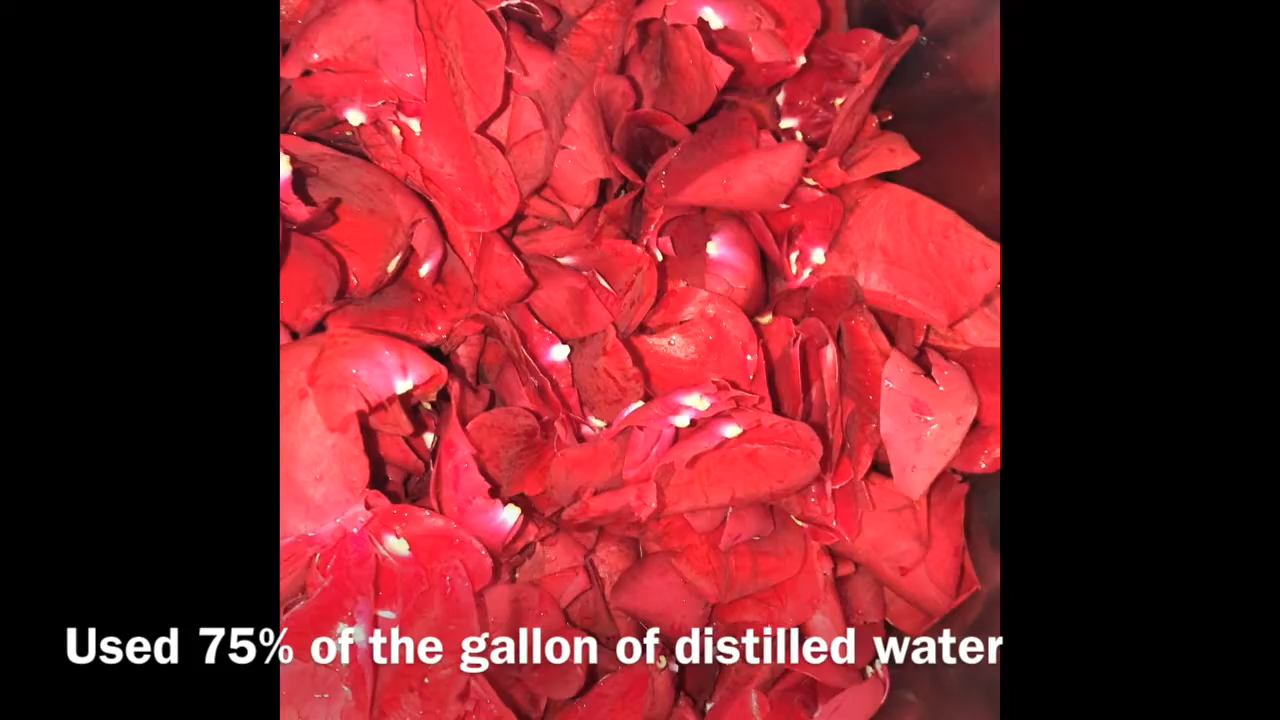 Used 75% of the gallon of distilled water